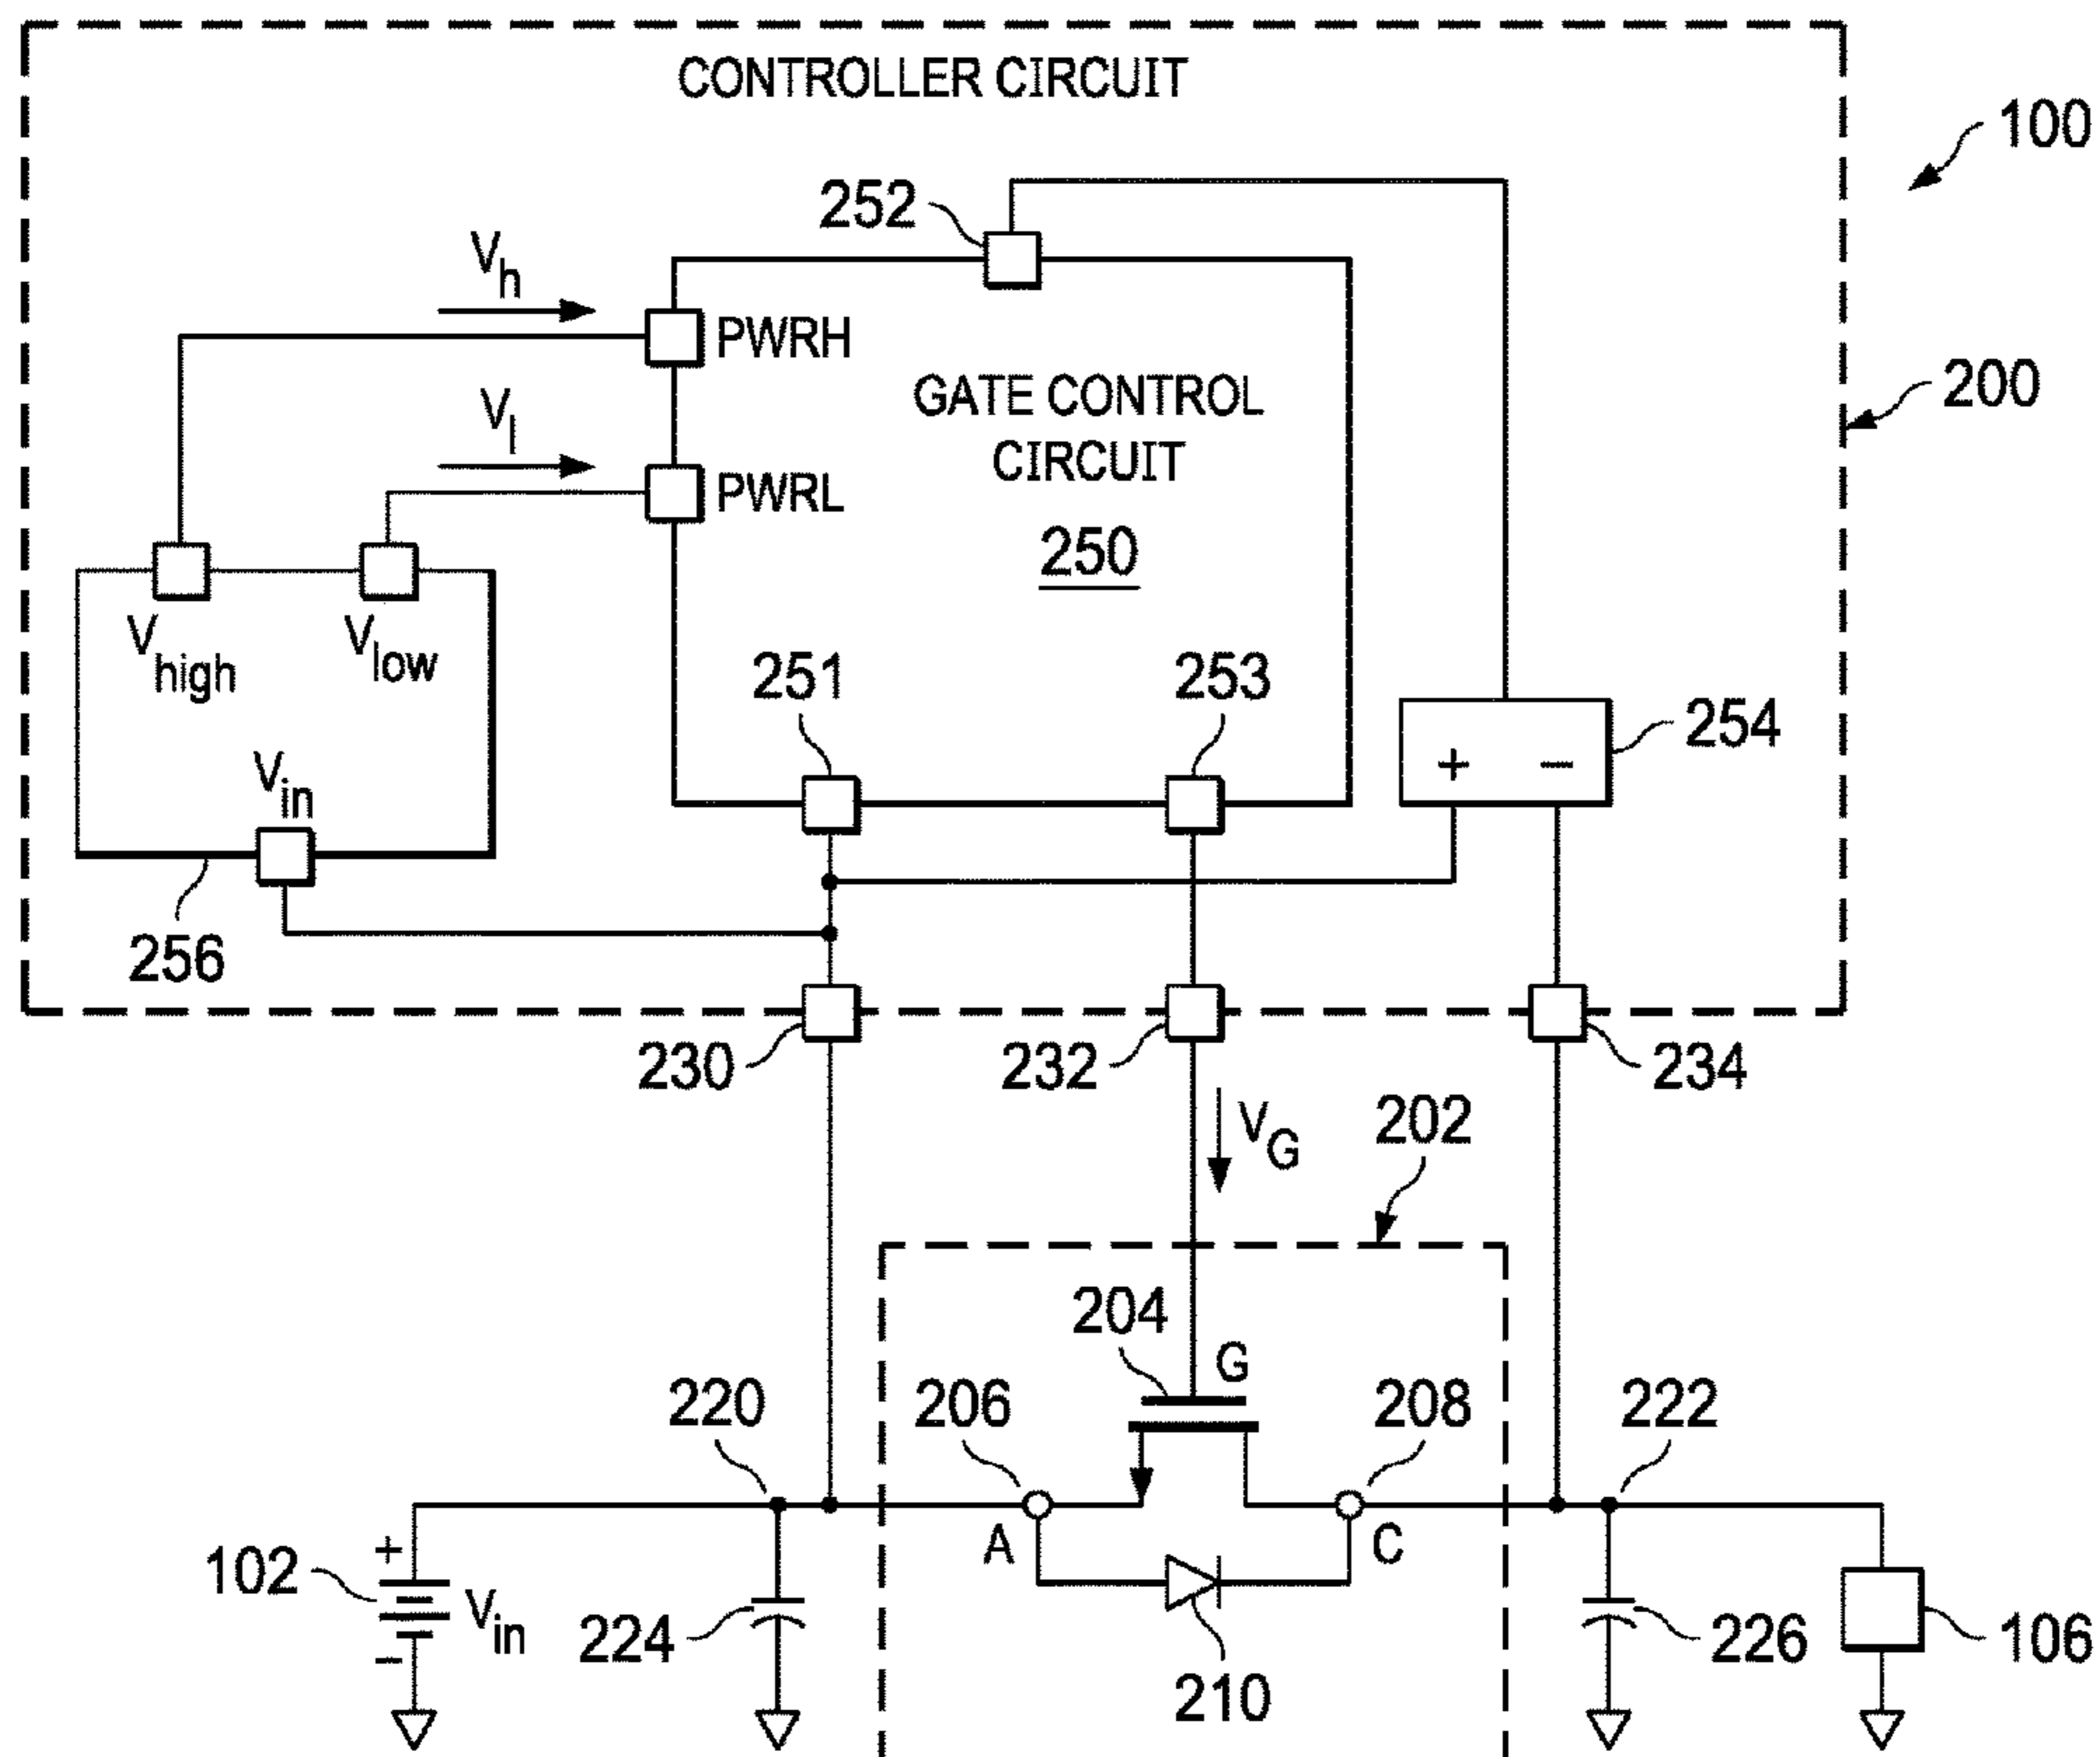 CONTROLLER CIRCUIT
100
252
Vh
PWRH
GATE CONTROL
CIRCUIT
250
200
Vl
PWRL
Vhigh
Vlow
251
253
254
+ −
Vin
256
230
232
234
VG
202
204
G
206
208
220
222
A
C
102
+
Vin
−
224
210
226
106